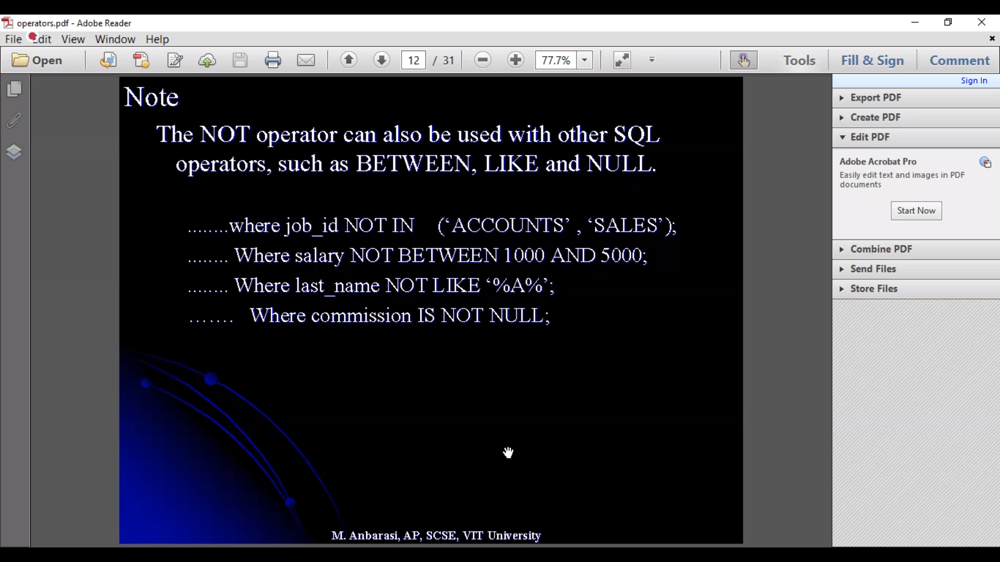 operators.pdf - Adobe Reader
File Edit View Window Help
Open 12 / 31 77.7% Tools Fill & Sign Comment
Sign In
Export PDF
Create PDF
Edit PDF
Adobe Acrobat Pro
Easily edit text and images in PDF
documents
Start Now
Combine PDF
Send Files
Store Files
Note
The NOT operator can also be used with other SQL
operators, such as BETWEEN, LIKE and NULL.
........where job_id NOT IN (‘ACCOUNTS’ , ‘SALES’);
........ Where salary NOT BETWEEN 1000 AND 5000;
........ Where last_name NOT LIKE ‘%A%’;
....... Where commission IS NOT NULL;
M. Anbarasi, AP, SCSE, VIT University